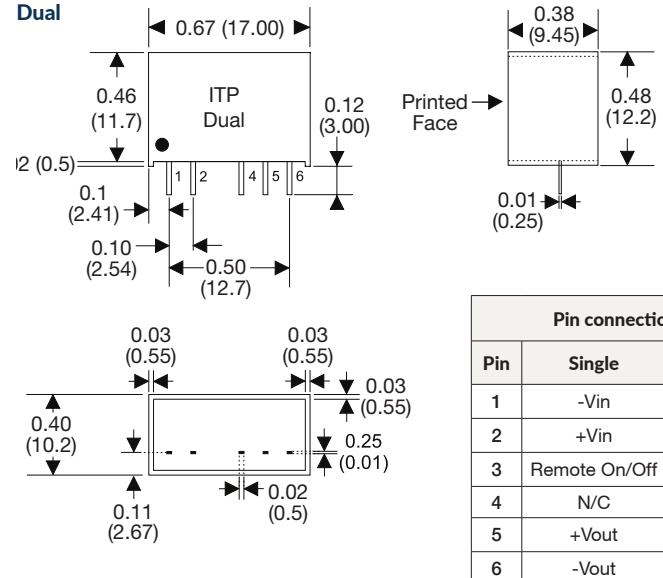 Dual
0.67 (17.00)
0.38
(9.45)
0.46
(11.7)
ITP
Dual
0.12
(3.00)
Printed
Face
0.48
(12.2)
2 (0.5)
1 2 4 5 6
0.1
(2.41)
0.01
(0.25)
0.10
(2.54)
0.50
(12.7)
0.03
(0.55)
0.03
(0.55)
0.03
(0.55)
0.40
(10.2)
0.25
(0.01)
0.11
(2.67)
0.02
(0.5)
Pin connectio
Pin Single
1 -Vin
2 +Vin
3 Remote On/Off
4 N/C
5 +Vout
6 -Vout